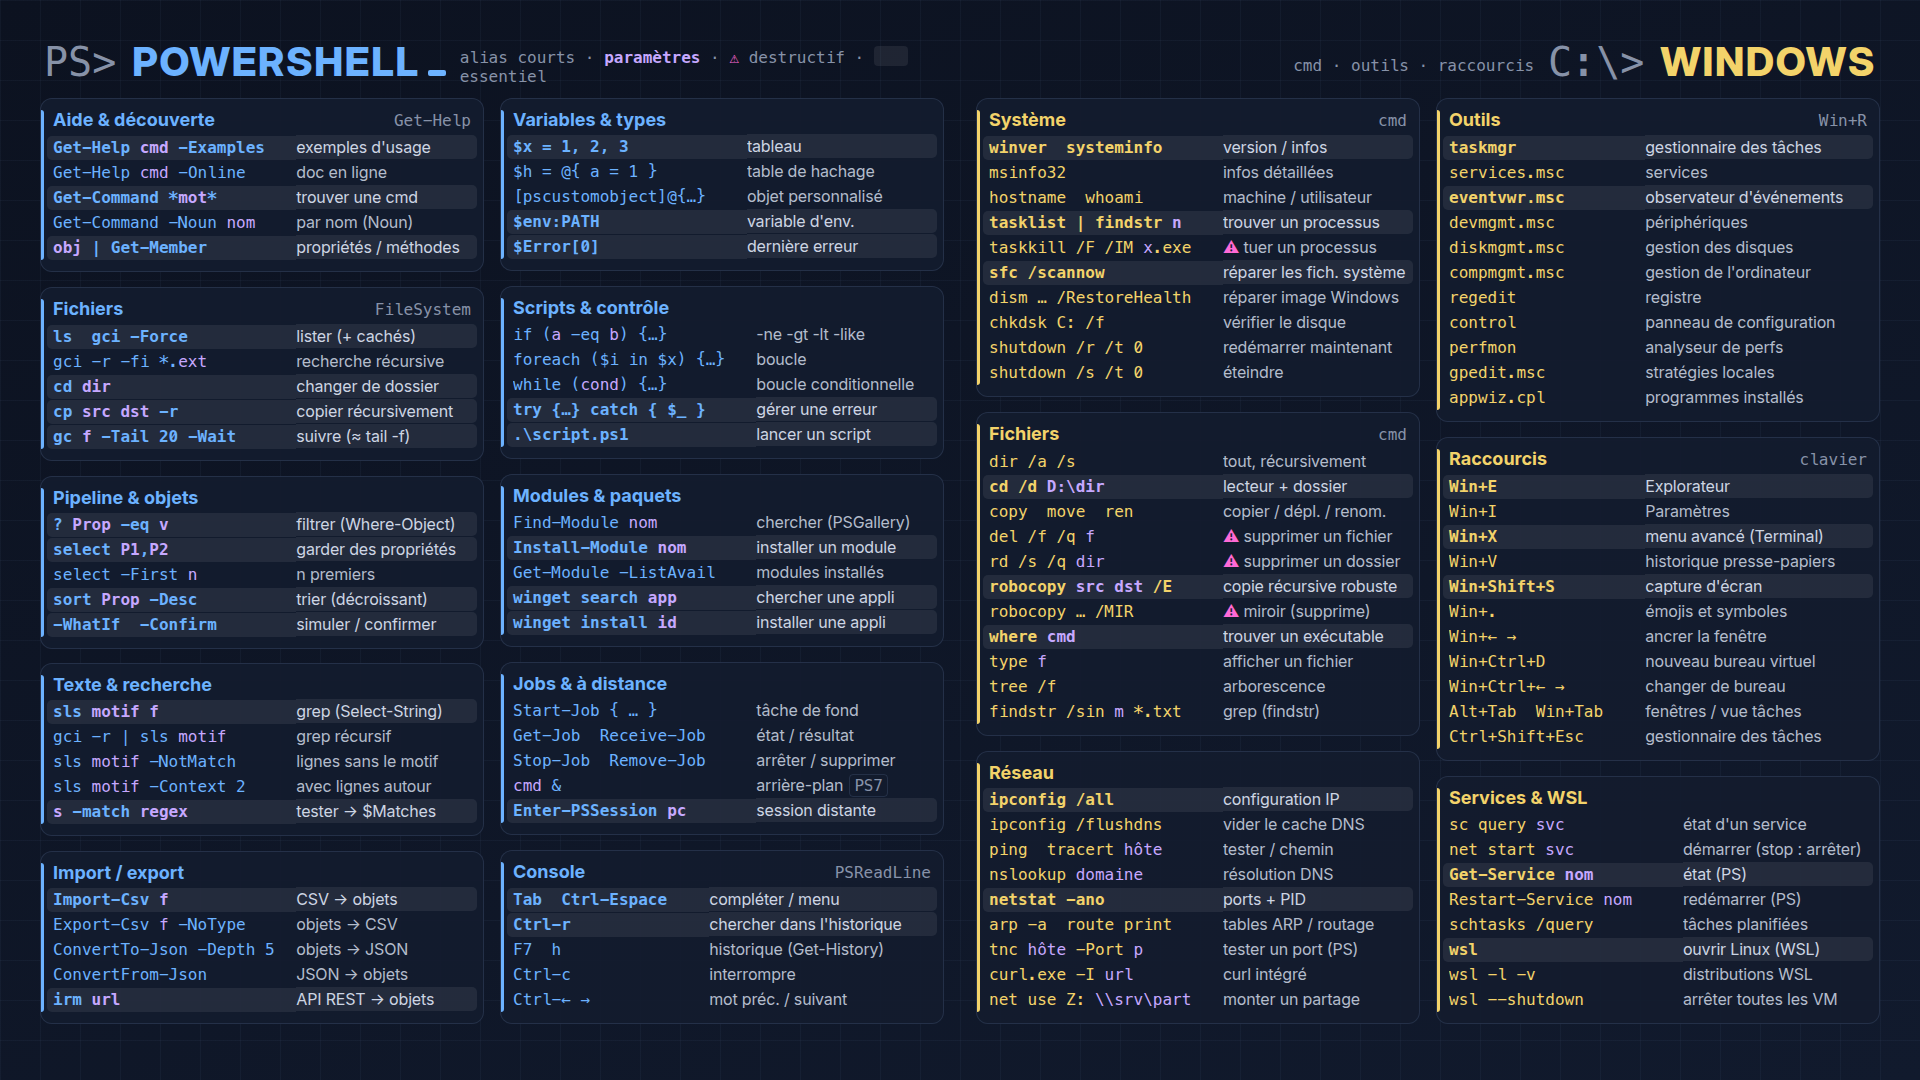 PS> POWERSHELL_
alias courts · paramètres · ⚠ destructif ·
essentiel
Aide & découverte Get-Help
Get-Help cmd -Examples exemples d'usage
Get-Help cmd -Online doc en ligne
Get-Command *mot* trouver une cmd
Get-Command -Noun nom par nom (Noun)
obj | Get-Member propriétés / méthodes
Fichiers FileSystem
ls gci -Force lister (+ cachés)
gci -r -fi *.ext recherche récursive
cd dir changer de dossier
cp src dst -r copier récursivement
gc f -Tail 20 -Wait suivre (≈ tail -f)
Pipeline & objets
? Prop -eq v filtrer (Where-Object)
select P1,P2 garder des propriétés
select -First n n premiers
sort Prop -Desc trier (décroissant)
-WhatIf -Confirm simuler / confirmer
Texte & recherche
sls motif f grep (Select-String)
gci -r | sls motif grep récursif
sls motif -NotMatch lignes sans le motif
sls motif -Context 2 avec lignes autour
s -match regex tester → $Matches
Import / export
Import-Csv f CSV → objets
Export-Csv f -NoType objets → CSV
ConvertTo-Json -Depth 5 objets → JSON
ConvertFrom-Json JSON → objets
irm url API REST → objets
Variables & types
$x = 1, 2, 3 tableau
$h = @{ a = 1 } table de hachage
[pscustomobject]@{…} objet personnalisé
$env:PATH variable d'env.
$Error[0] dernière erreur
Scripts & contrôle
if (a -eq b) {…} -ne -gt -lt -like
foreach ($i in $x) {…} boucle
while (cond) {…} boucle conditionnelle
try {…} catch { $_ } gérer une erreur
.\script.ps1 lancer un script
Modules & paquets
Find-Module nom chercher (PSGallery)
Install-Module nom installer un module
Get-Module -ListAvail modules installés
winget search app chercher une appli
winget install id installer une appli
Jobs & à distance
Start-Job { … } tâche de fond
Get-Job Receive-Job état / résultat
Stop-Job Remove-Job arrêter / supprimer
cmd & arrière-plan PS7
Enter-PSSession pc session distante
Console PSReadLine
Tab Ctrl-Espace compléter / menu
Ctrl-r chercher dans l'historique
F7 h historique (Get-History)
Ctrl-c interrompre
Ctrl-← → mot préc. / suivant
cmd · outils · raccourcis C:\> WINDOWS
Système cmd
winver systeminfo version / infos
msinfo32 infos détaillées
hostname whoami machine / utilisateur
tasklist | findstr n trouver un processus
taskkill /F /IM x.exe ⚠ tuer un processus
sfc /scannow réparer les fich. système
dism … /RestoreHealth réparer image Windows
chkdsk C: /f vérifier le disque
shutdown /r /t 0 redémarrer maintenant
shutdown /s /t 0 éteindre
Fichiers cmd
dir /a /s tout, récursivement
cd /d D:\dir lecteur + dossier
copy move ren copier / dépl. / renom.
del /f /q f ⚠ supprimer un fichier
rd /s /q dir ⚠ supprimer un dossier
robocopy src dst /E copie récursive robuste
robocopy … /MIR ⚠ miroir (supprime)
where cmd trouver un exécutable
type f afficher un fichier
tree /f arborescence
findstr /sin m *.txt grep (findstr)
Réseau
ipconfig /all configuration IP
ipconfig /flushdns vider le cache DNS
ping tracert hôte tester / chemin
nslookup domaine résolution DNS
netstat -ano ports + PID
arp -a route print tables ARP / routage
tnc hôte -Port p tester un port (PS)
curl.exe -I url curl intégré
net use Z: \\srv\part monter un partage
Outils Win+R
taskmgr gestionnaire des tâches
services.msc services
eventvwr.msc observateur d'événements
devmgmt.msc périphériques
diskmgmt.msc gestion des disques
compmgmt.msc gestion de l'ordinateur
regedit registre
control panneau de configuration
perfmon analyseur de perfs
gpedit.msc stratégies locales
appwiz.cpl programmes installés
Raccourcis clavier
Win+E Explorateur
Win+I Paramètres
Win+X menu avancé (Terminal)
Win+V historique presse-papiers
Win+Shift+S capture d'écran
Win+. émojis et symboles
Win+← → ancrer la fenêtre
Win+Ctrl+D nouveau bureau virtuel
Win+Ctrl+← → changer de bureau
Alt+Tab Win+Tab fenêtres / vue tâches
Ctrl+Shift+Esc gestionnaire des tâches
Services & WSL
sc query svc état d'un service
net start svc démarrer (stop : arrêter)
Get-Service nom état (PS)
Restart-Service nom redémarrer (PS)
schtasks /query tâches planifiées
wsl ouvrir Linux (WSL)
wsl -l -v distributions WSL
wsl --shutdown arrêter toutes les VM